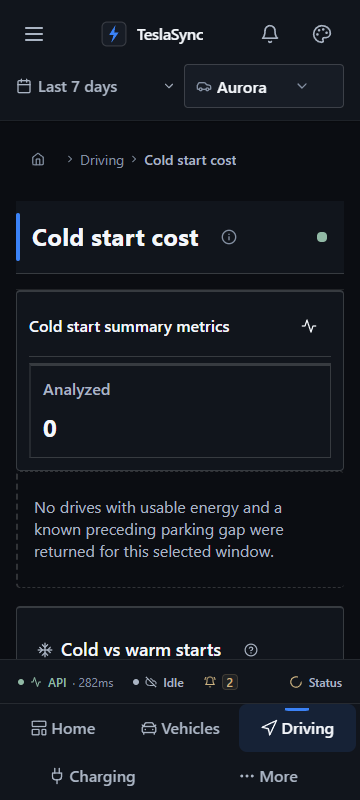 TeslaSync
Last 7 days
Aurora
Driving
Cold start cost
Cold start cost
Cold start summary metrics
Analyzed
0
No drives with usable energy and a
known preceding parking gap were
returned for this selected window.
Cold vs warm starts
API · 282ms
Idle
2
Status
Home
Vehicles
Driving
Charging
More